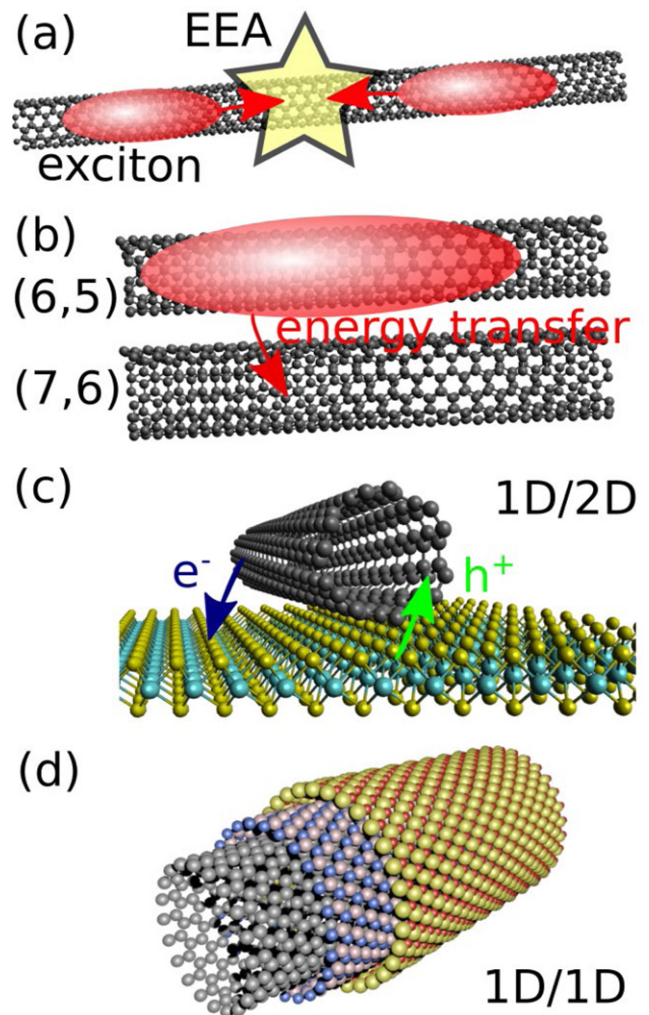 (a)
EEA
exciton
(b)
(6,5)
energy transfer
(7,6)
(c)
1D/2D
e-
h+
(d)
1D/1D